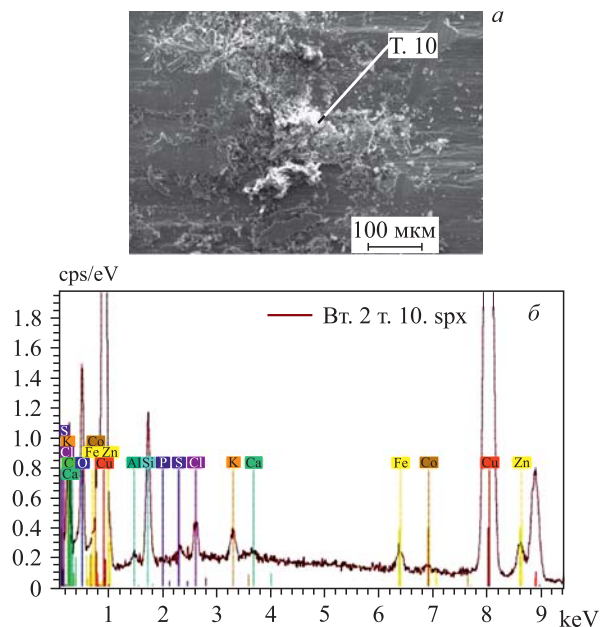 а
Т. 10
100 мкм
cps/eV
Вт. 2 т. 10. spx
б
1.8
1.6
1.4
1.2
1.0
0.8
0.6
0.4
0.2
0
S
K Co
Cl Fe Zn
C O Cu Al Si P S Cl K Ca Fe Co Cu Zn
Ca
1 2 3 4 5 6 7 8 9 keV